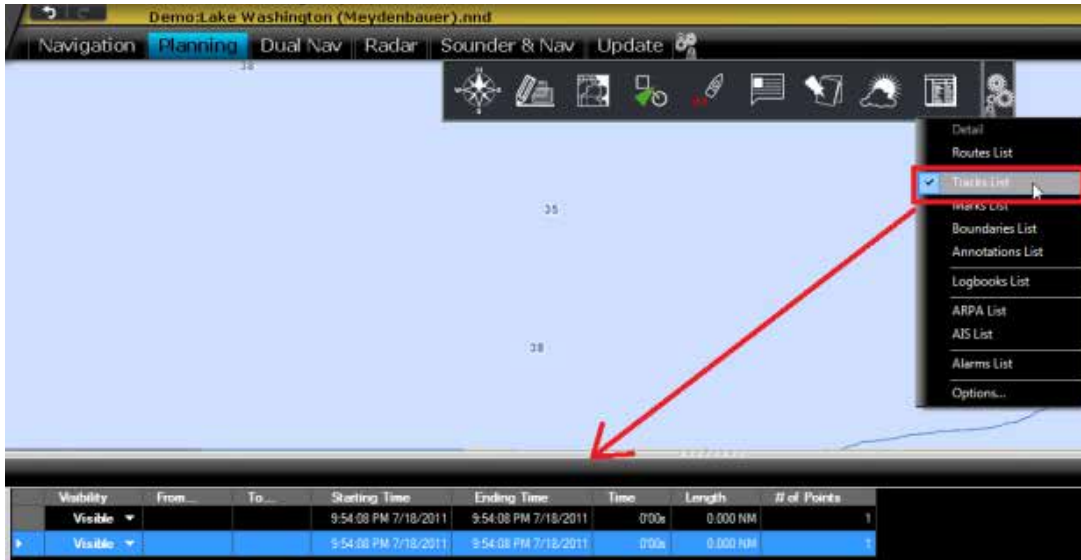 Demo:Lake Washington (Meydenbauer).nnd
Navigation Planning Dual Nav Radar Sounder & Nav Update
38
Detail
Routes List
Tracks List
Marks List
35
Boundaries List
Annotations List
Logbooks List
ARPA List
38
AIS List
Alarms List
Options...
Visibility From... To... Starting Time Ending Time Time Length # of Points
Visible 9:54:08 PM 7/18/2011 9:54:08 PM 7/18/2011 0'00s 0.000 NM 1
Visible 9:54:08 PM 7/18/2011 9:54:08 PM 7/18/2011 0'00s 0.000 NM 1